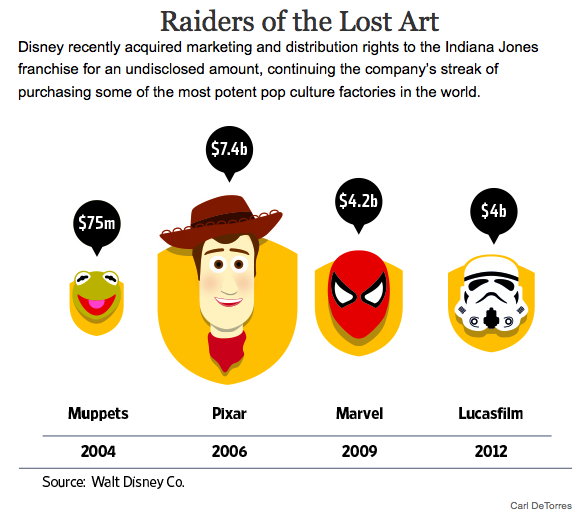 Raiders of the Lost Art
Disney recently acquired marketing and distribution rights to the Indiana Jones
franchise for an undisclosed amount, continuing the company's streak of
purchasing some of the most potent pop culture factories in the world.
$75m
$7.4b
$4.2b
$4b
Muppets Pixar Marvel Lucasfilm
2004 2006 2009 2012
Source: Walt Disney Co.
Carl DeTorres